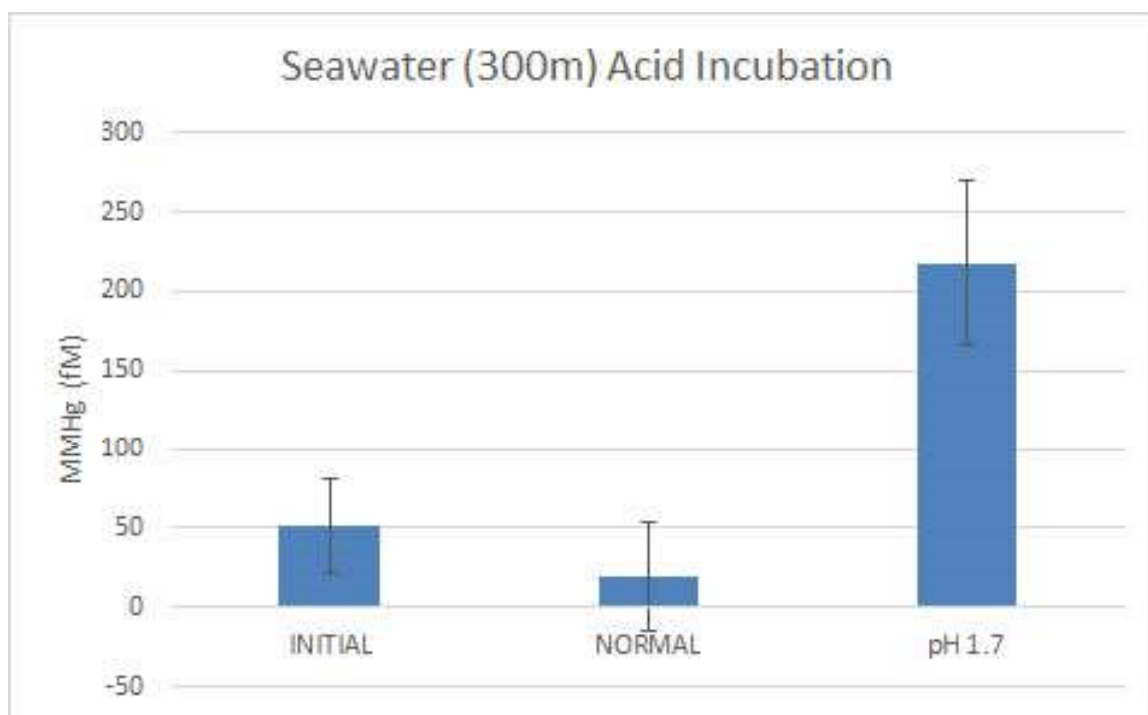 Seawater (300m) Acid Incubation
300
250
200
150
100
50
0
-50
MMHg (fM)
INITIAL
NORMAL
pH 1.7